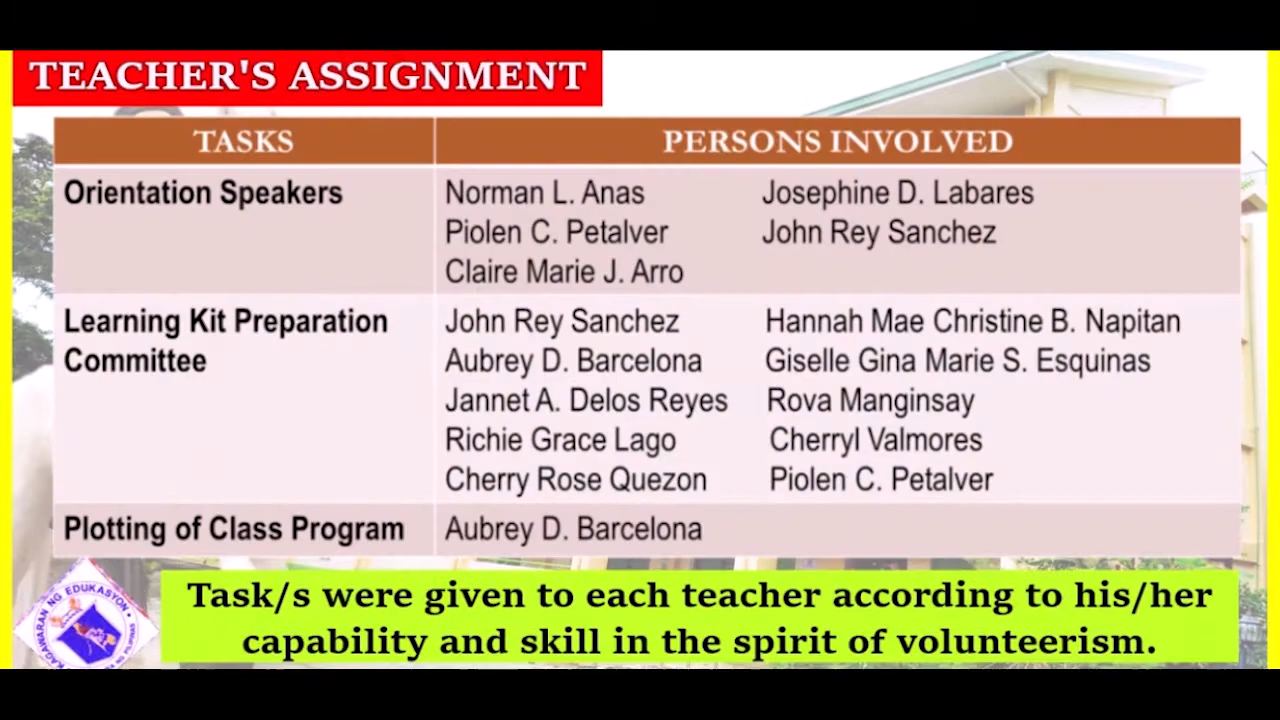 TEACHER'S ASSIGNMENT
TASKS PERSONS INVOLVED
Orientation Speakers Norman L. Anas Josephine D. Labares
Piolen C. Petalver John Rey Sanchez
Claire Marie J. Arro
Learning Kit Preparation John Rey Sanchez Hannah Mae Christine B. Napitan
Committee Aubrey D. Barcelona Giselle Gina Marie S. Esquinas
Jannet A. Delos Reyes Rova Manginsay
Richie Grace Lago Cherryl Valmores
Cherry Rose Quezon Piolen C. Petalver
Plotting of Class Program Aubrey D. Barcelona
KAGAWARAN NG EDUKASYON
Task/s were given to each teacher according to his/her
capability and skill in the spirit of volunteerism.